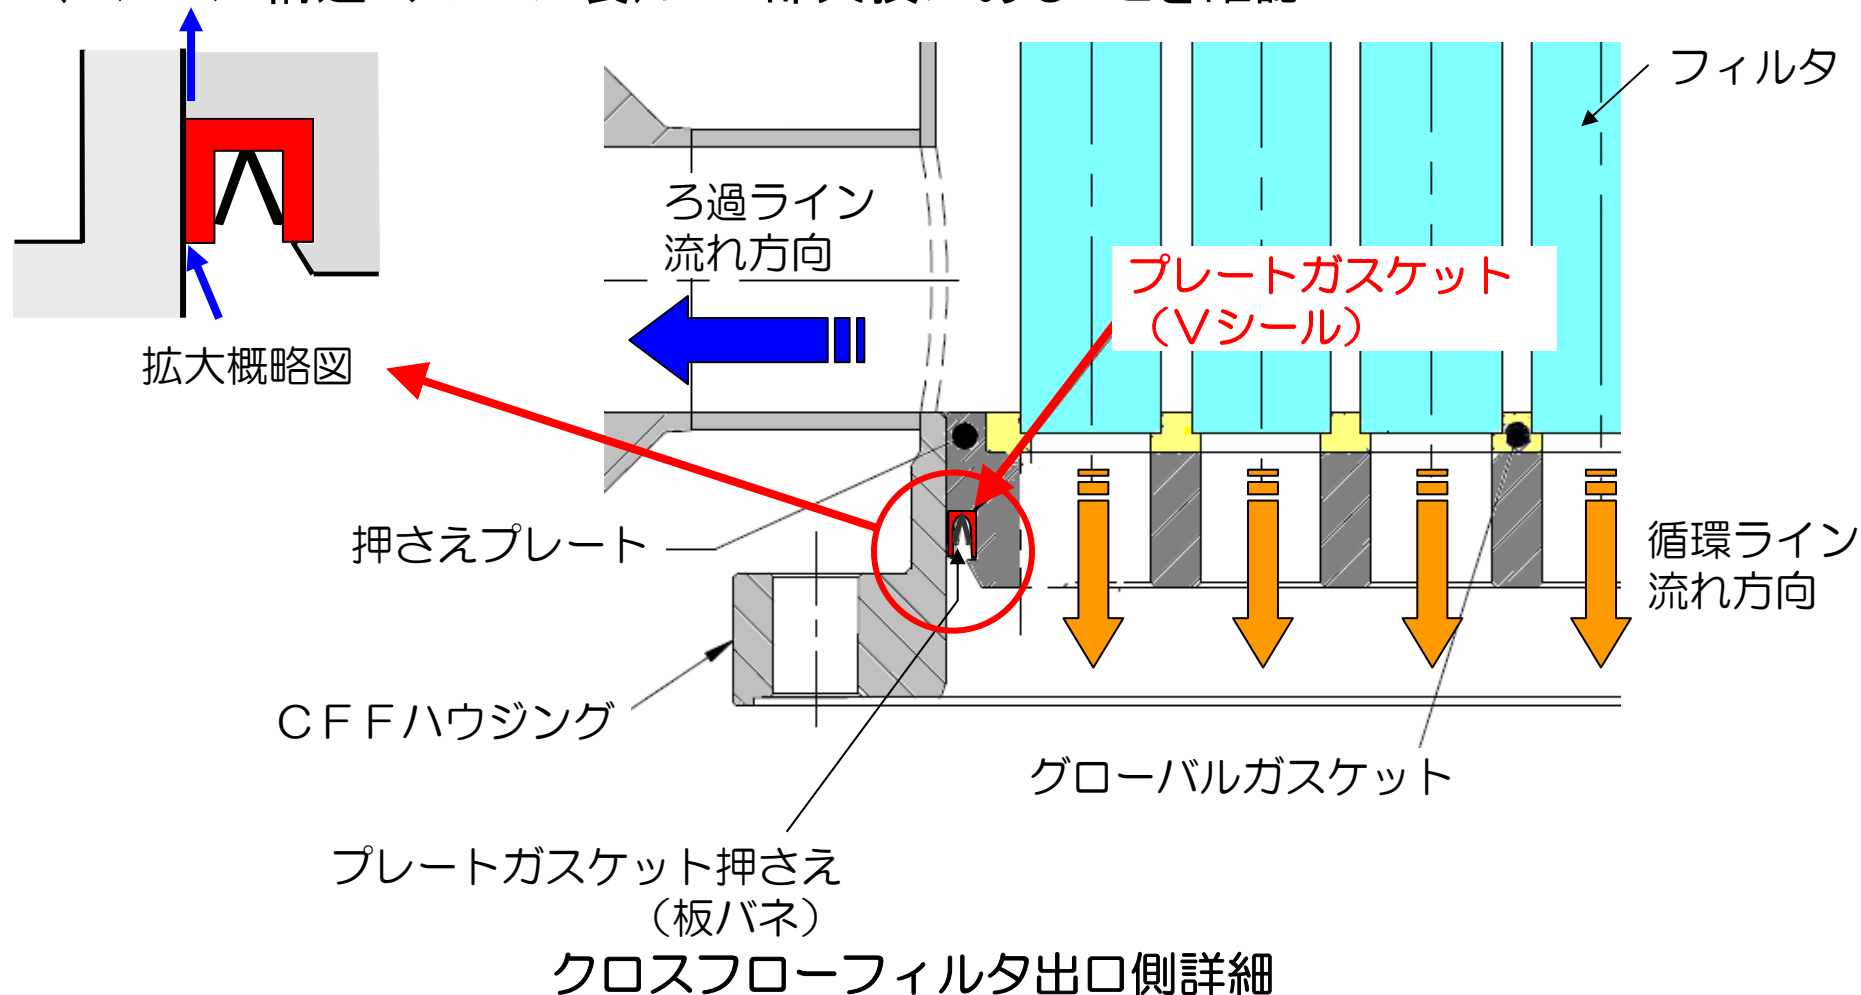 フィルタ
ろ過ライン
流れ方向
プレートガスケット
（Vシール）
拡大概略図
押さえプレート
循環ライン
流れ方向
ＣＦＦハウジング
グローバルガスケット
プレートガスケット押さえ
（板バネ）
クロスフローフィルタ出口側詳細